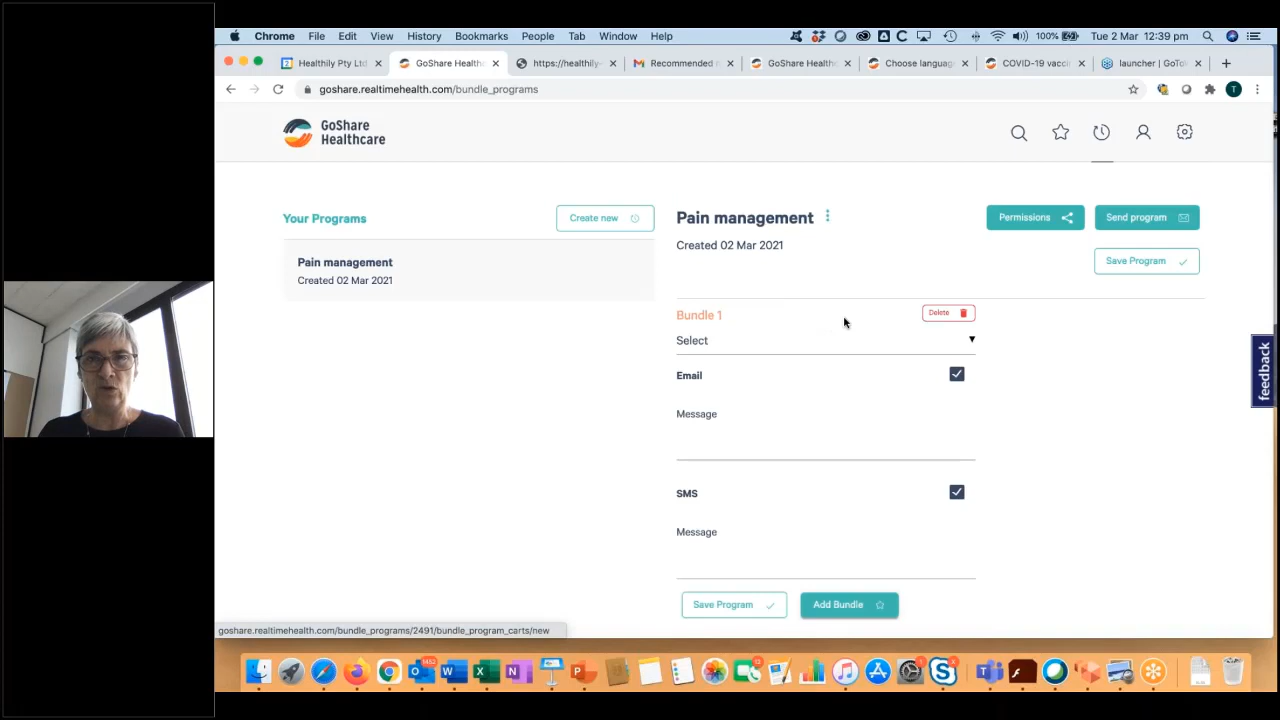 Chrome File Edit View History Bookmarks People Tab Window Help 100% Tue 2 Mar 12:39 pm
Healthily Pty Ltd
GoShare Health
https://healthily-
Recommended
GoShare Health
Choose language
COVID-19 vacci
launcher | GoTo
goshare.realtimehealth.com/bundle_programs
T
GoShare
Healthcare
Your Programs
Create new
Pain management
Created 02 Mar 2021
Pain management
Permissions
Send program
Created 02 Mar 2021
Save Program
Bundle 1
Delete
Select
Email
Message
SMS
Message
Save Program
Add Bundle
feedback
goshare.realtimehealth.com/bundle_programs/2491/bundle_program_carts/new